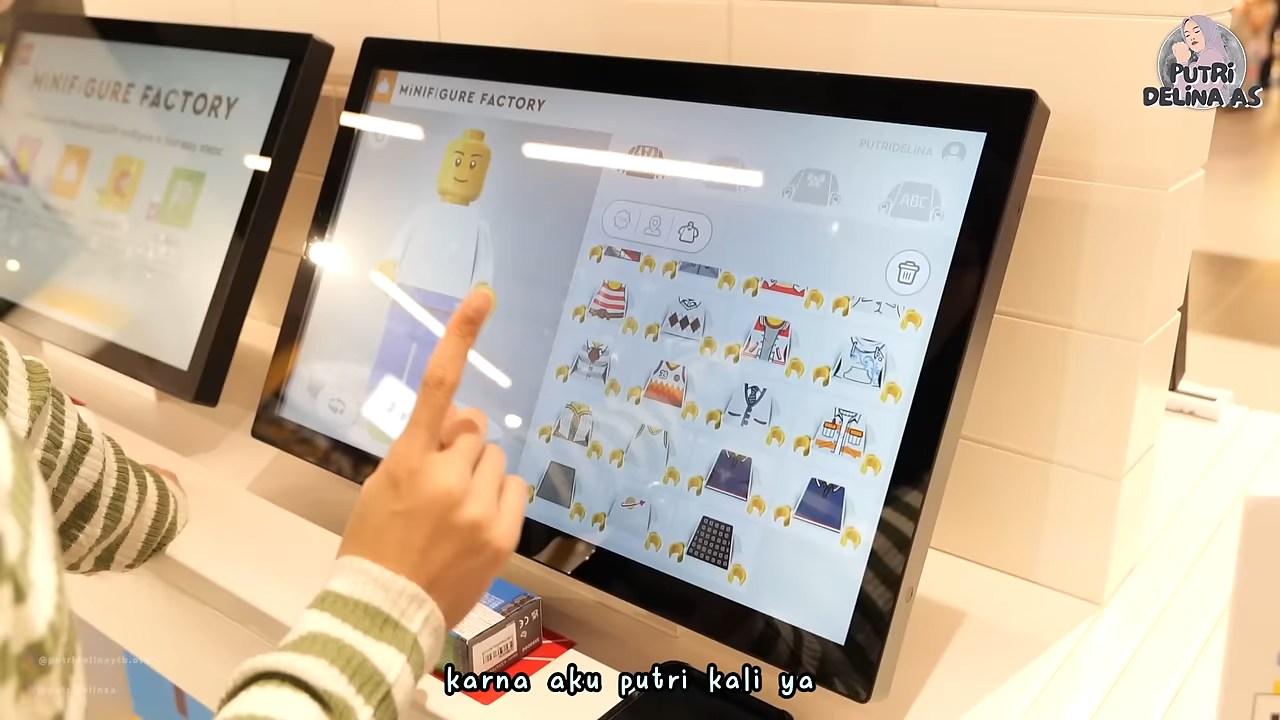 MINIFIGURE FACTORY
MINIFIGURE FACTORY
PUTRIDELINA
ABC
PUTRI
DELINA AS
karna aku putri kali ya